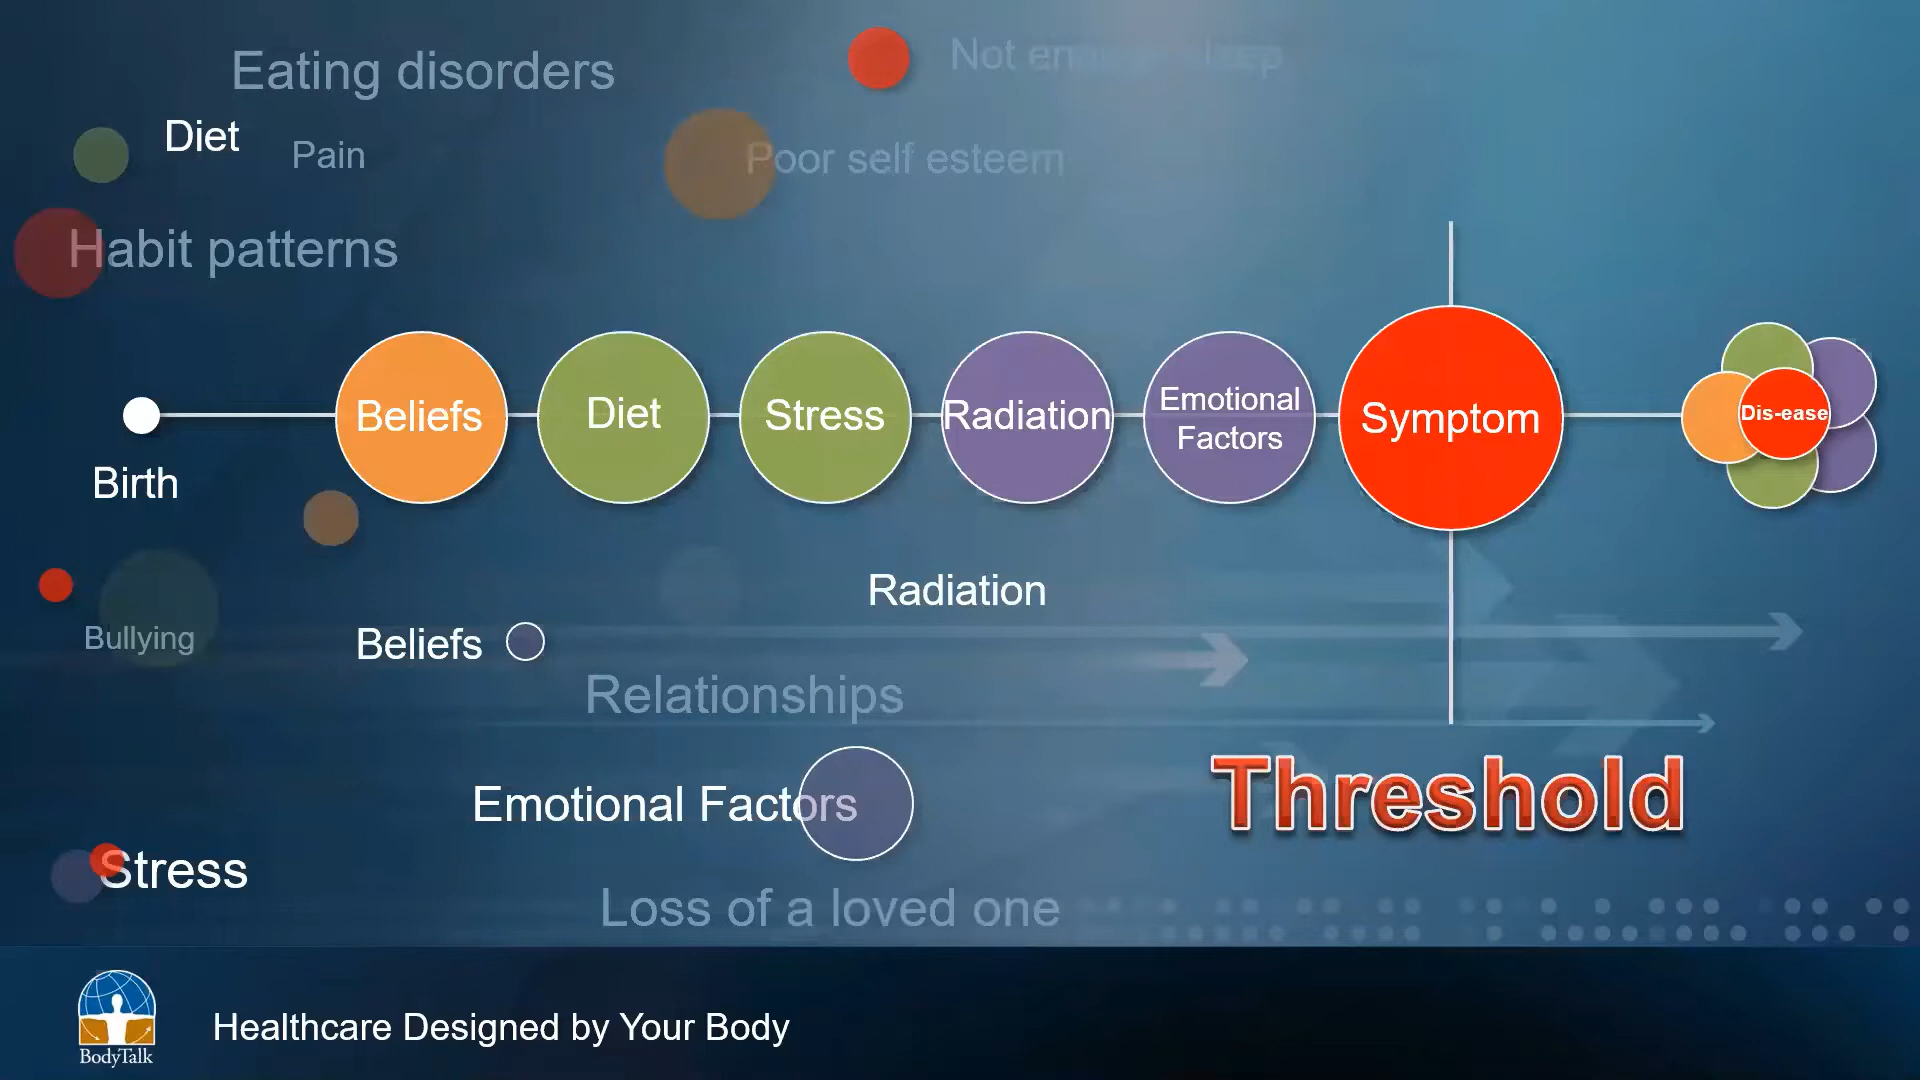 Eating disorders
Not
Diet
Pain
Poor self esteem
Habit patterns
Beliefs
Diet
Stress
Radiation
Emotional
Factors
Symptom
Dis-ease
Birth
Radiation
Bullying
Beliefs
Relationships
Threshold
Emotional Factors
Stress
Loss of a loved one
BodyTalk
Healthcare Designed by Your Body